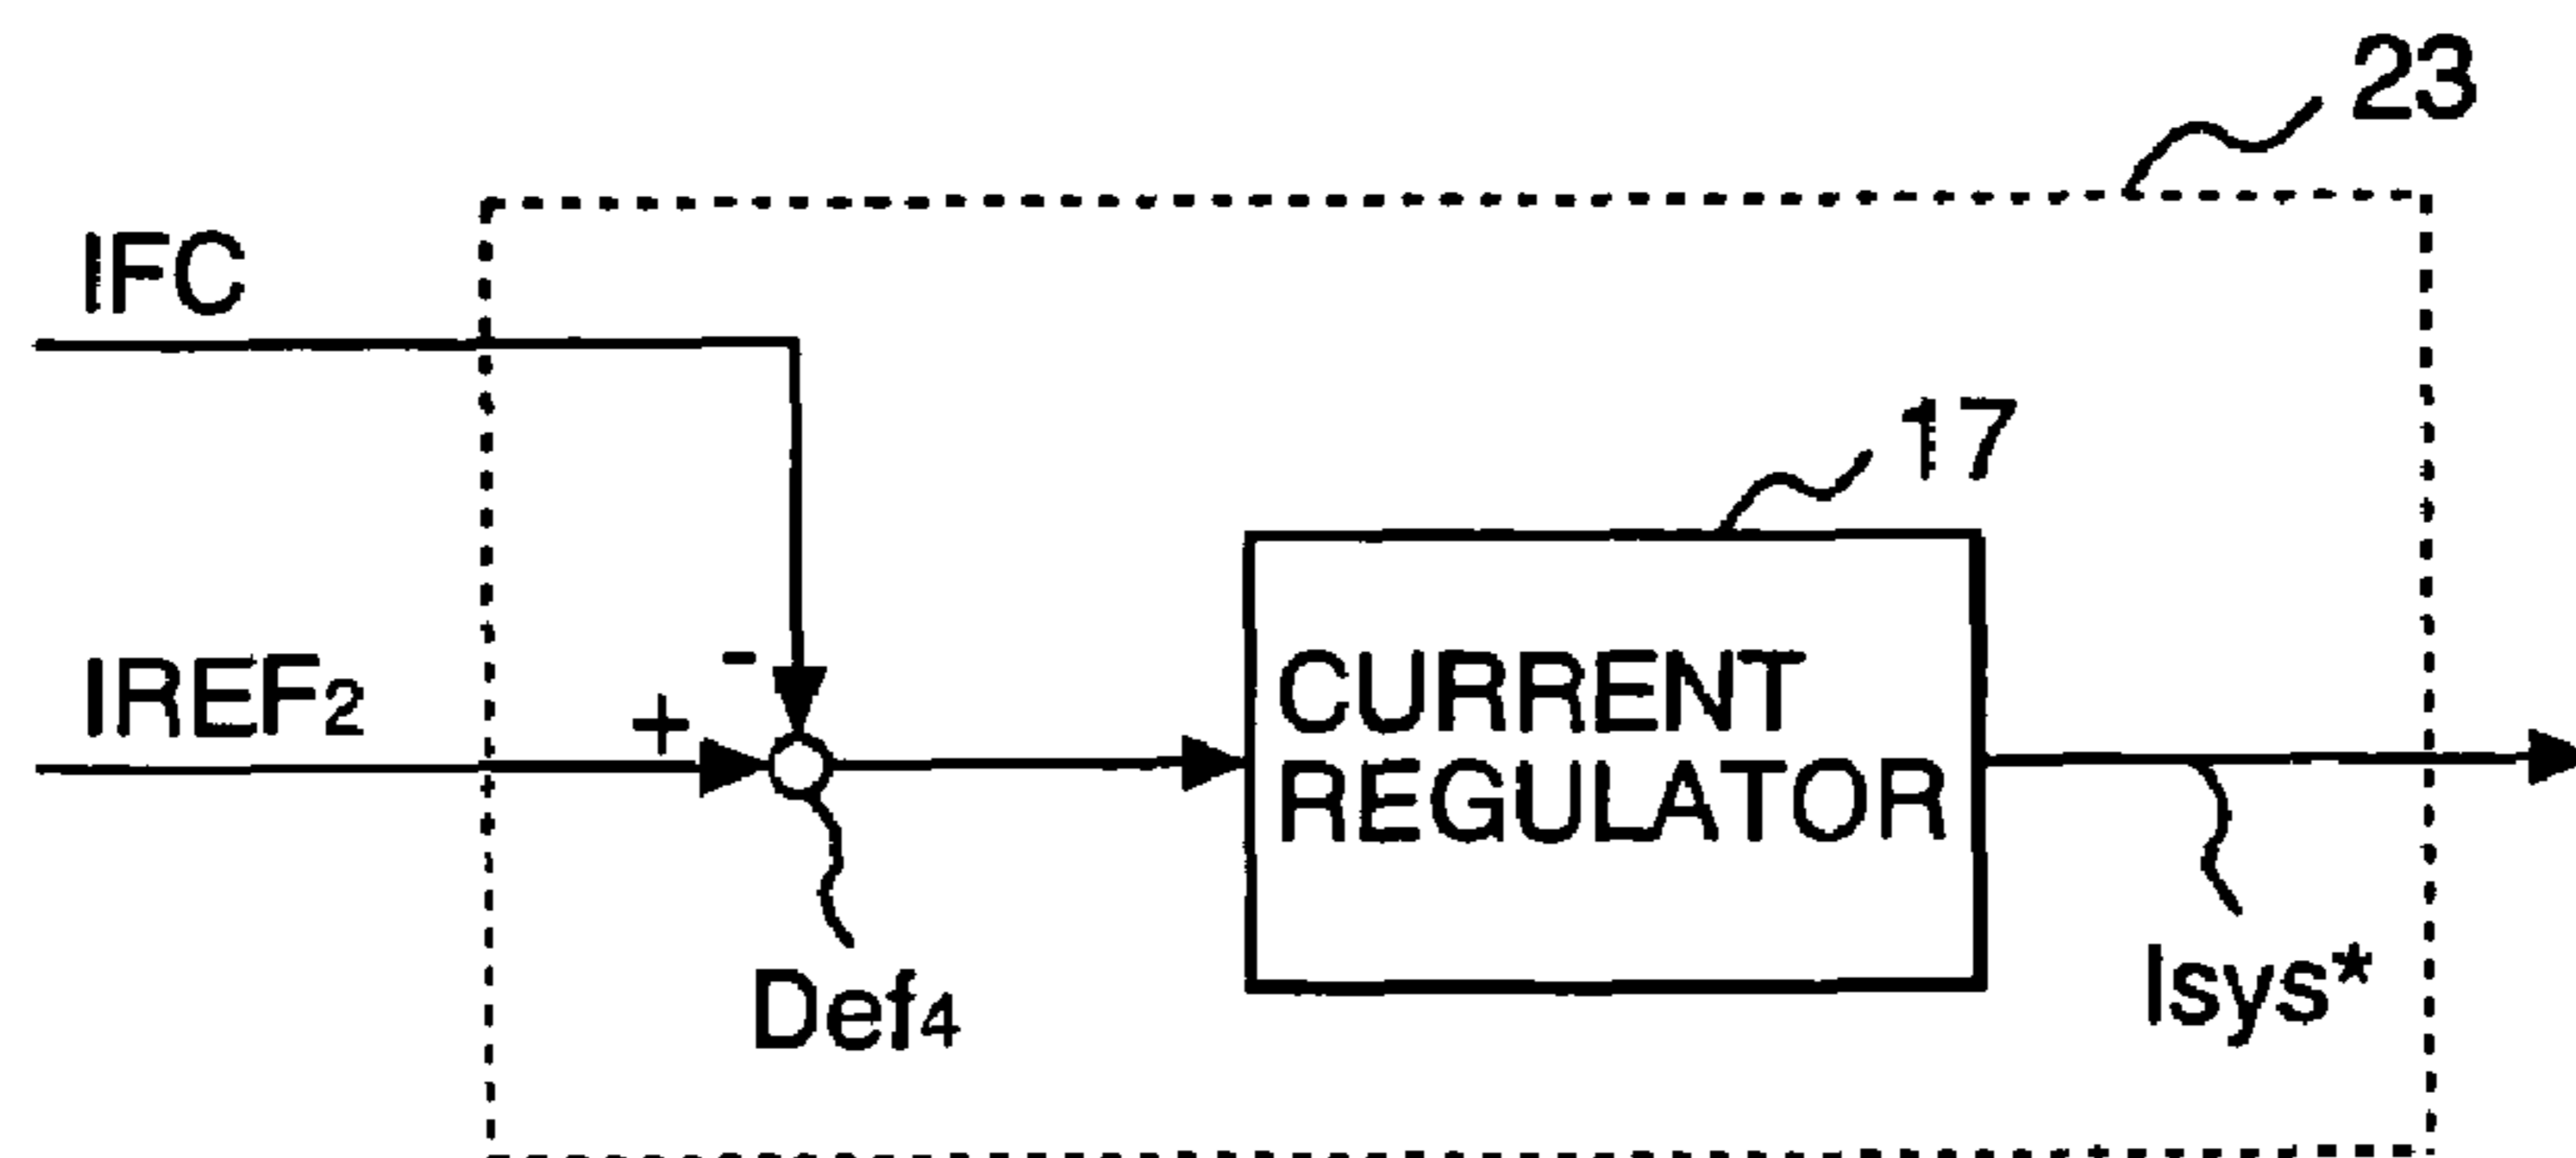 23
IFC
17
-
+
IREF2
CURRENT
REGULATOR
Def4
Isys*